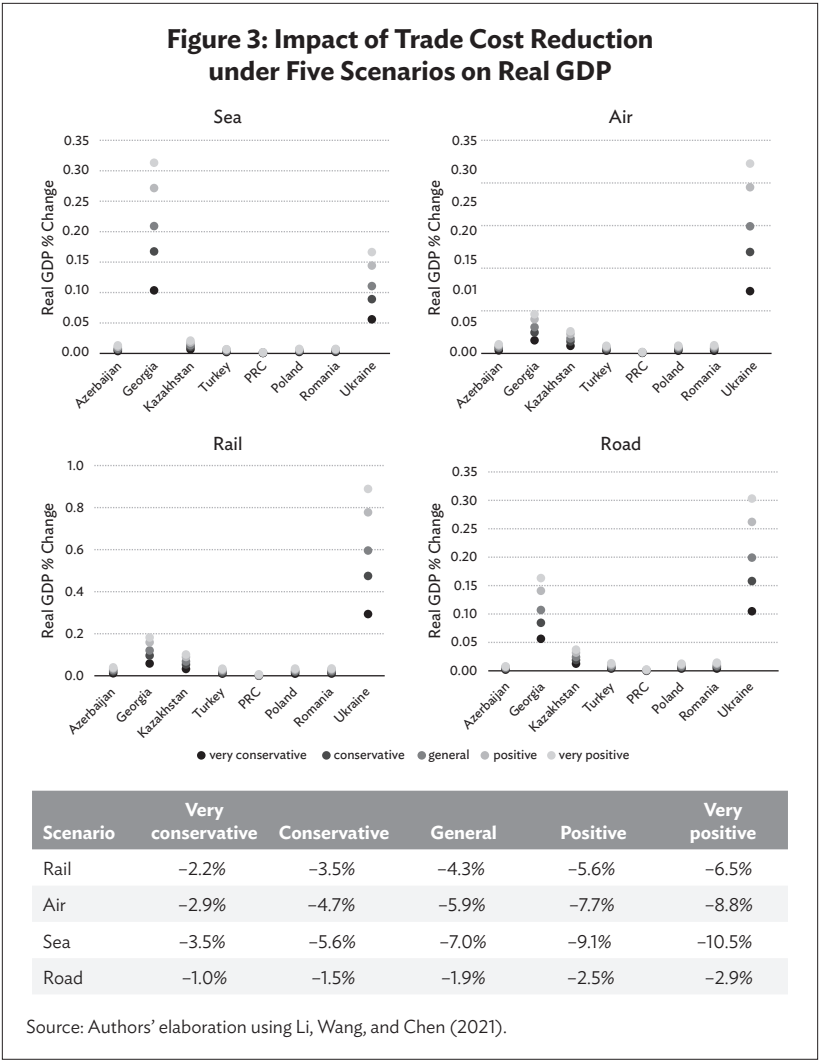 Figure 3: Impact of Trade Cost Reduction
under Five Scenarios on Real GDP
Sea
Real GDP % Change
0.35
0.30
0.25
0.20
0.15
0.10
0.05
0.00
Azerbaijan
Georgia
Kazakhstan
Turkey
PRC
Poland
Romania
Ukraine
Air
Real GDP % Change
0.35
0.30
0.25
0.20
0.15
0.01
0.05
0.00
Azerbaijan
Georgia
Kazakhstan
Turkey
PRC
Poland
Romania
Ukraine
Rail
Real GDP % Change
1.0
0.8
0.6
0.4
0.2
0.0
Azerbaijan
Georgia
Kazakhstan
Turkey
PRC
Poland
Romania
Ukraine
Road
Real GDP % Change
0.35
0.30
0.25
0.20
0.15
0.10
0.05
0.00
Azerbaijan
Georgia
Kazakhstan
Turkey
PRC
Poland
Romania
Ukraine
very conservative conservative general positive very positive
Scenario Very conservative Conservative General Positive Very positive
Rail –2.2% –3.5% –4.3% –5.6% –6.5%
Air –2.9% –4.7% –5.9% –7.7% –8.8%
Sea –3.5% –5.6% –7.0% –9.1% –10.5%
Road –1.0% –1.5% –1.9% –2.5% –2.9%
Source: Authors' elaboration using Li, Wang, and Chen (2021).